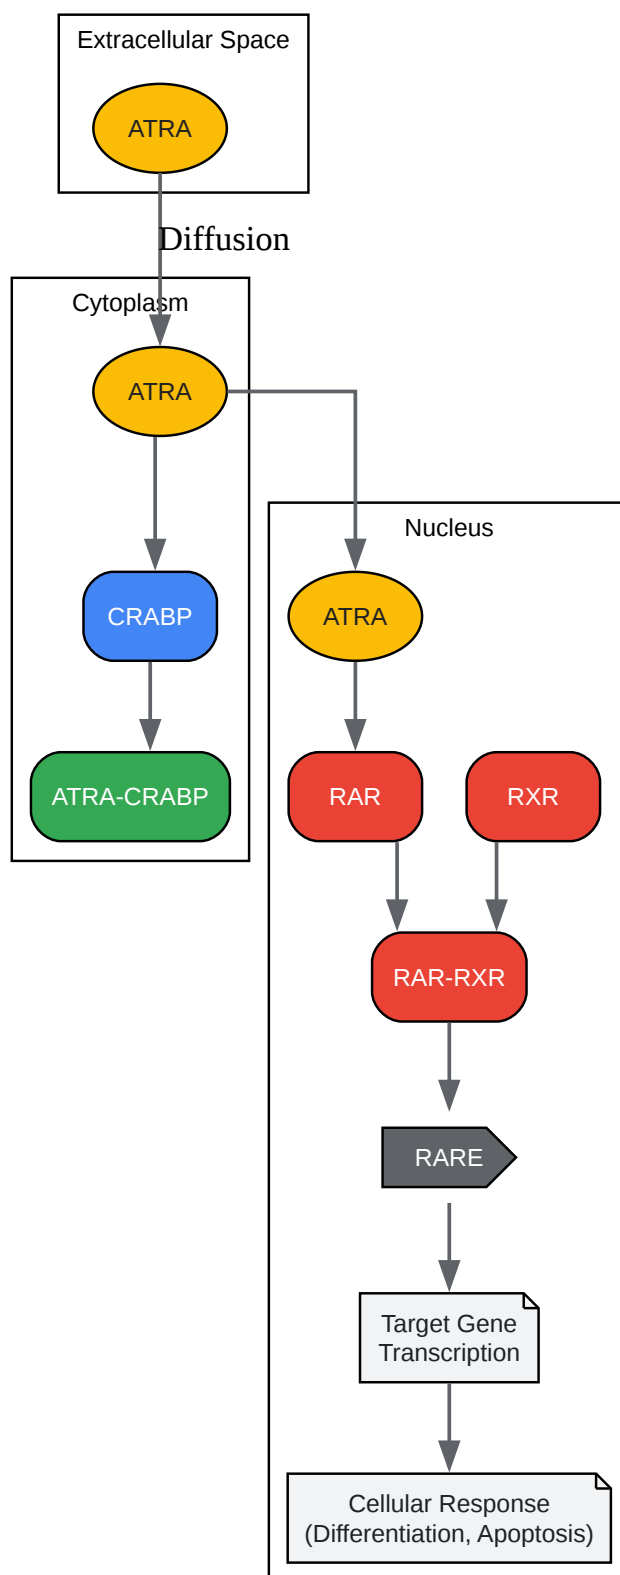 Extracellular Space
ATRA
Diffusion
Cytoplasm
ATRA
Nucleus
CRABP
ATRA
ATRA-CRABP
RAR
RXR
RAR-RXR
RARE
Target Gene
Transcription
Cellular Response
(Differentiation, Apoptosis)